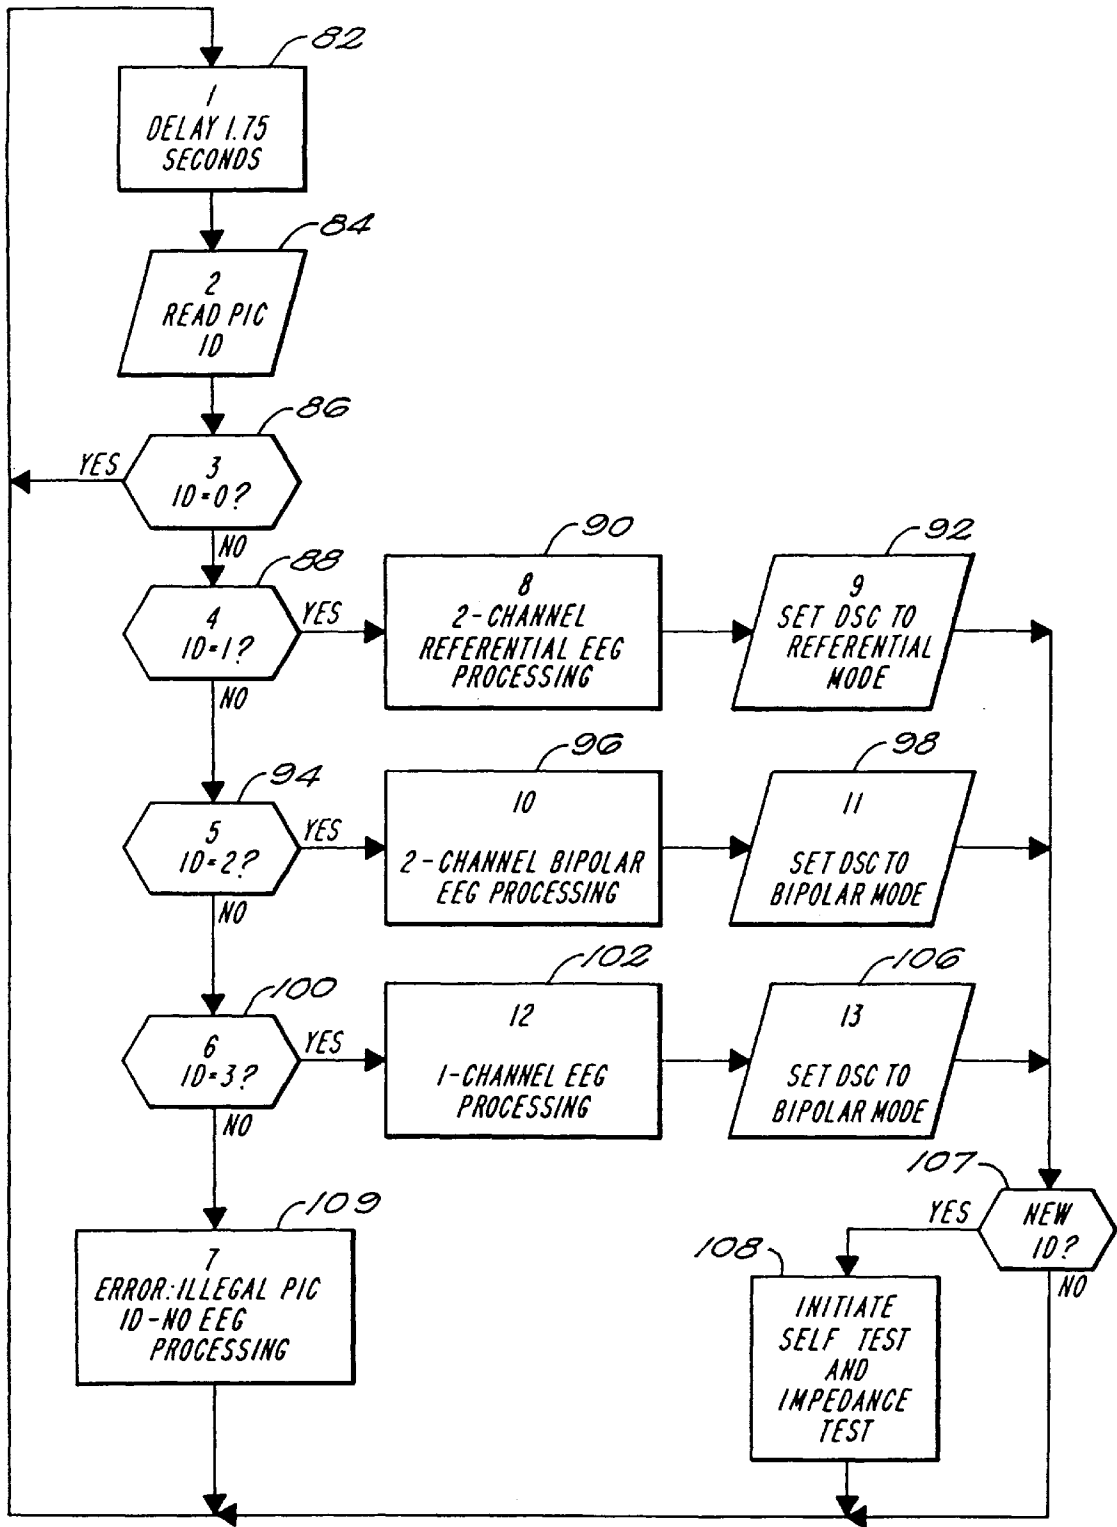 82
1
DELAY 1.75
SECONDS
84
2
READ PIC
ID
86
YES
3
ID=0?
NO
88
4
ID=1?
YES
NO
90
8
2-CHANNEL
REFERENTIAL EEG
PROCESSING
92
9
SET DSC TO
REFERENTIAL
MODE
94
5
ID=2?
YES
NO
96
10
2-CHANNEL BIPOLAR
EEG PROCESSING
98
11
SET DSC TO
BIPOLAR MODE
100
6
ID=3?
YES
NO
102
12
1-CHANNEL EEG
PROCESSING
106
13
SET DSC TO
BIPOLAR MODE
107
NEW
ID?
YES
NO
108
INITIATE
SELF TEST
AND
IMPEDANCE
TEST
109
7
ERROR:ILLEGAL PIC
ID-NO EEG
PROCESSING